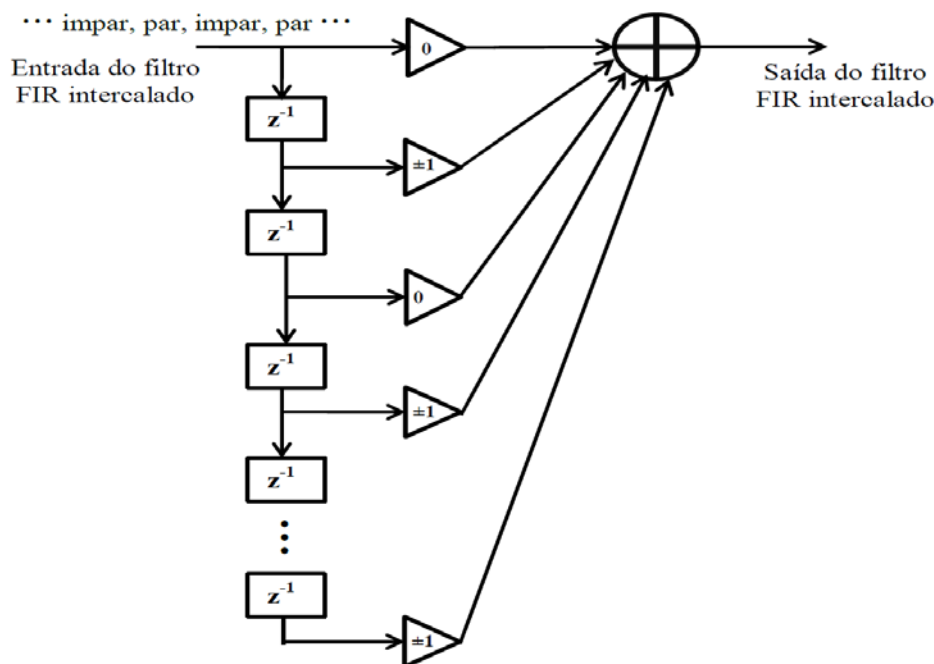 ··· impar, par, impar, par ···
Entrada do filtro
FIR intercalado
0
Saída do filtro
FIR intercalado
z⁻¹
±1
z⁻¹
0
z⁻¹
±1
z⁻¹
⋮
z⁻¹
±1